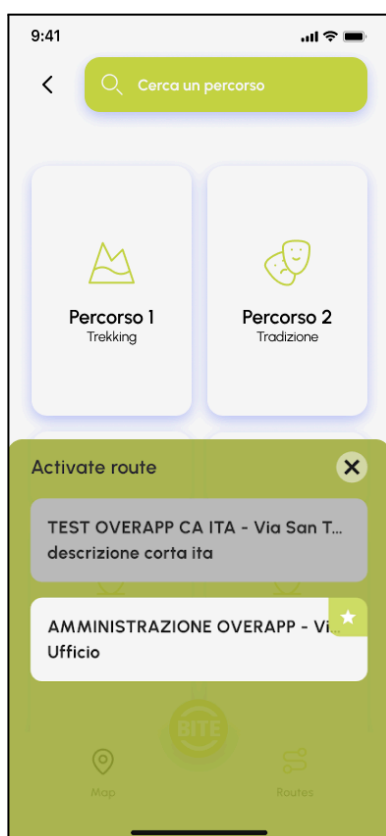 9:41
Cerca un percorso
Percorso 1
Trekking
Percorso 2
Tradizione
Activate route
TEST OVERAPP CA ITA - Via San T...
descrizione corta ita
AMMINISTRAZIONE OVERAPP - Vi...
Ufficio
BITE
Map
Routes